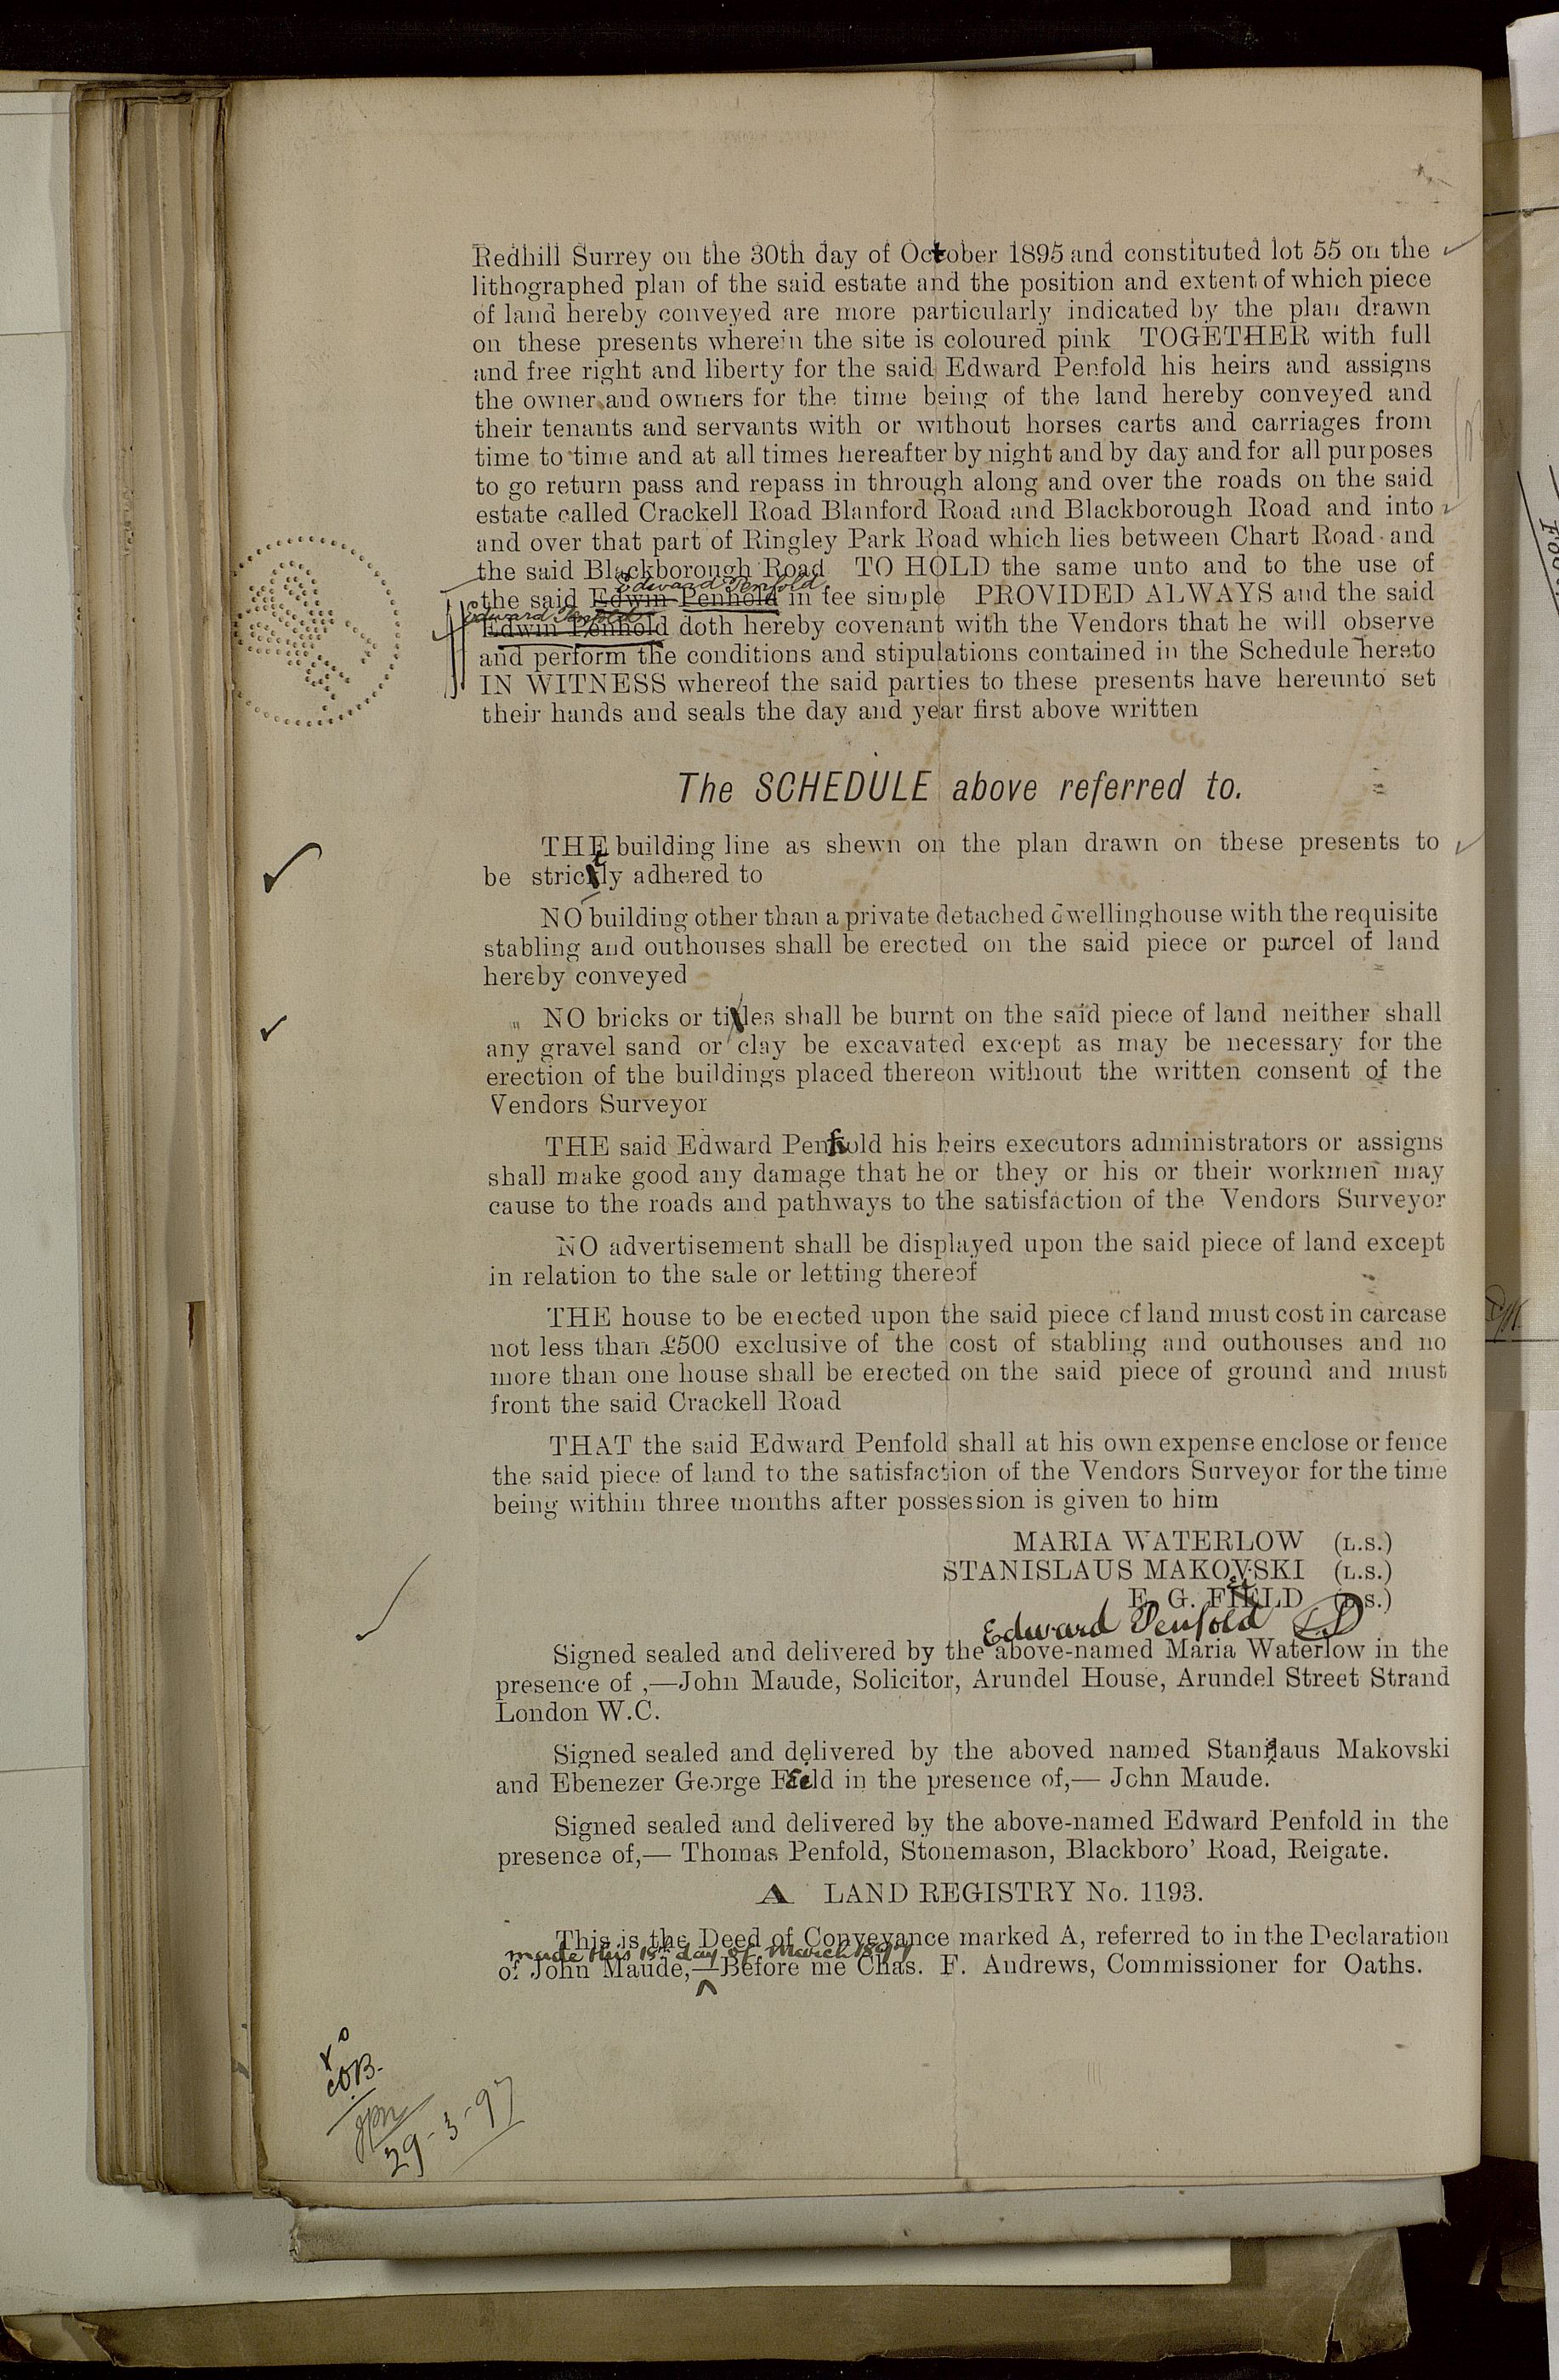 Redhill Surrey on the 30th day of October 1895 and constituted lot 55 on the
lithographed plan of the said estate and the position and extent of which piece
of land hereby conveyed are more particularly indicated by the plan drawn
on these presents wherein the site is coloured pink TOGETHER with full
and free right and liberty for the said Edward Penfold his heirs and assigns
the owner and owners for the time being of the land hereby conveyed and
their tenants and servants with or without horses carts and carriages from
time to time and at all times hereafter by night and by day and for all purposes
to go return pass and repass in through along and over the roads on the said
estate called Crackell Road Blanford Road and Blackborough Road and into
and over that part of Ringley Park Road which lies between Chart Road and
the said Blackborough Road TO HOLD the same unto and to the use of
Edward Penfold
the said Edwin Penhold in fee simple PROVIDED ALWAYS and the said
Edward Penfold
Edwin Penhold doth hereby covenant with the Vendors that he will observe
and perform the conditions and stipulations contained in the Schedule hereto
IN WITNESS whereof the said parties to these presents have hereunto set
their hands and seals the day and year first above written
The SCHEDULE above referred to.
THE building line as shewn on the plan drawn on these presents to
be strictly adhered to
NO building other than a private detached dwellinghouse with the requisite
stabling and outhouses shall be erected on the said piece or parcel of land
hereby conveyed
NO bricks or tiles shall be burnt on the said piece of land neither shall
any gravel sand or clay be excavated except as may be necessary for the
erection of the buildings placed thereon without the written consent of the
Vendors Surveyor
THE said Edward Penfold his heirs executors administrators or assigns
shall make good any damage that he or they or his or their workmen may
cause to the roads and pathways to the satisfaction of the Vendors Surveyor
NO advertisement shall be displayed upon the said piece of land except
in relation to the sale or letting thereof
THE house to be erected upon the said piece of land must cost in carcase
not less than £500 exclusive of the cost of stabling and outhouses and no
more than one house shall be erected on the said piece of ground and must
front the said Crackell Road
THAT the said Edward Penfold shall at his own expense enclose or fence
the said piece of land to the satisfaction of the Vendors Surveyor for the time
being within three months after possession is given to him
MARIA WATERLOW (L.S.)
STANISLAUS MAKOVSKI (L.S.)
E. G. FIELD (L.S.)
Edward Penfold LS
Signed sealed and delivered by the above-named Maria Waterlow in the
presence of ,—John Maude, Solicitor, Arundel House, Arundel Street Strand
London W.C.
Signed sealed and delivered by the aboved named Stanislaus Makovski
and Ebenezer George Feild in the presence of,— John Maude.
Signed sealed and delivered by the above-named Edward Penfold in the
presence of,— Thomas Penfold, Stonemason, Blackboro' Road, Reigate.
A LAND REGISTRY No. 1193.
This is the Deed of Conveyance marked A, referred to in the Declaration
made this 15th day of March 1897
of John Maude,—Before me Chas. F. Andrews, Commissioner for Oaths.
29-3-97